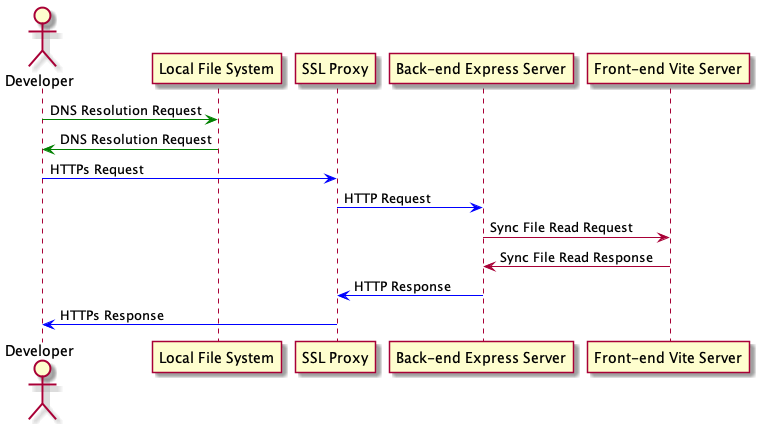 Developer
Local File System
SSL Proxy
Back-end Express Server
Front-end Vite Server
DNS Resolution Request
DNS Resolution Request
HTTPs Request
HTTP Request
Sync File Read Request
Sync File Read Response
HTTP Response
HTTPs Response
Developer
Local File System
SSL Proxy
Back-end Express Server
Front-end Vite Server